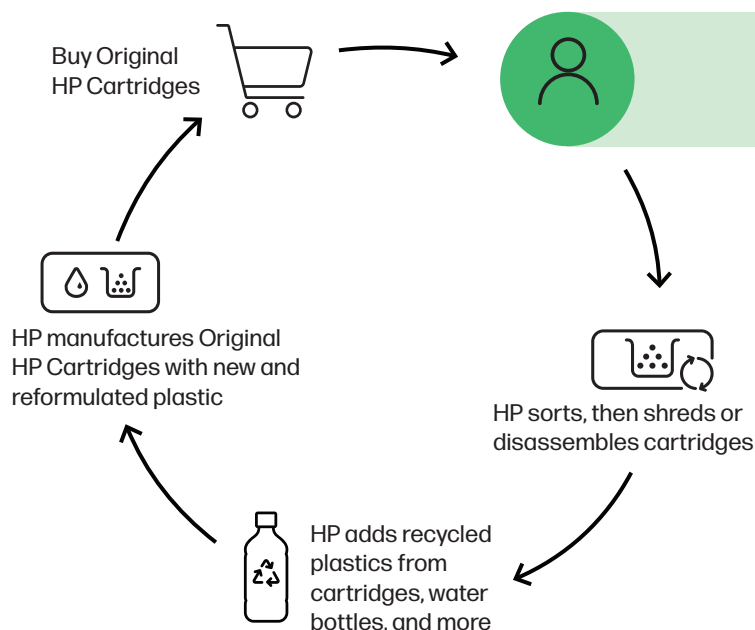 Buy Original
HP Cartridges
HP sorts, then shreds or
disassembles cartridges
HP adds recycled
plastics from
cartridges, water
bottles, and more
HP manufactures Original
HP Cartridges with new and
reformulated plastic